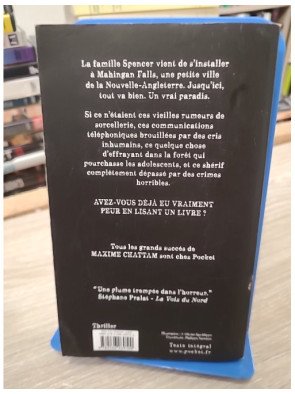 La famille Spencer vient de s'installer
à Mahingan Falls, une petite ville
de la Nouvelle-Angleterre. Jusqu'ici,
tout va bien. Un vrai paradis.
Si ce n'étaient ces vieilles rumeurs de
sorcellerie, ces communications
téléphoniques brouillées par des cris
inhumains, ce quelque chose
d'effrayant dans la forêt qui
pourchasse les adolescents, et ce shérif
complètement dépassé par des crimes
horribles.
AVEZ-VOUS DÉJÀ EU VRAIMENT
PEUR EN LISANT UN LIVRE ?
Tous les grands succès de
MAXIME CHATTAM sont chez Pocket
"Une plume trempée dans l'horreur."
Stéphane Pralat - La Voix du Nord
Thriller
Texte intégral
www.pocket.fr